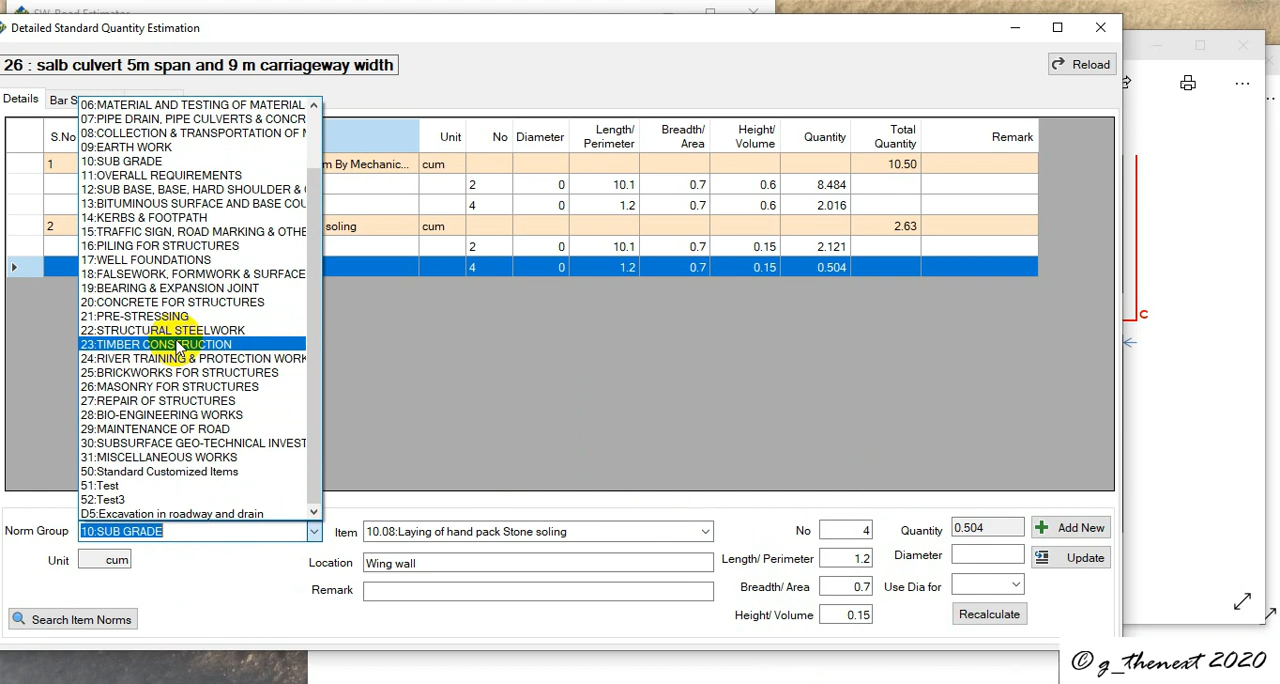 SW Road Estimator
Detailed Standard Quantity Estimation
26 : salb culvert 5m span and 9 m carriageway width
Reload
Details Bar S
S.No Unit No Diameter Length/ Perimeter Breadth/ Area Height/ Volume Quantity Total Quantity Remark
1 m By Mechanic... cum 10.50
2 0 10.1 0.7 0.6 8.484
4 0 1.2 0.7 0.6 2.016
2 soling cum 2.63
2 0 10.1 0.7 0.15 2.121
4 0 1.2 0.7 0.15 0.504
06:MATERIAL AND TESTING OF MATERIAL
07:PIPE DRAIN, PIPE CULVERTS & CONCR
08:COLLECTION & TRANSPORTATION OF M
09:EARTH WORK
10:SUB GRADE
11:OVERALL REQUIREMENTS
12:SUB BASE, BASE, HARD SHOULDER &
13:BITUMINOUS SURFACE AND BASE COU
14:KERBS & FOOTPATH
15:TRAFFIC SIGN, ROAD MARKING & OTHE
16:PILING FOR STRUCTURES
17:WELL FOUNDATIONS
18:FALSEWORK, FORMWORK & SURFACE
19:BEARING & EXPANSION JOINT
20:CONCRETE FOR STRUCTURES
21:PRE-STRESSING
22:STRUCTURAL STEELWORK
23:TIMBER CONSTRUCTION
24:RIVER TRAINING & PROTECTION WORK
25:BRICKWORKS FOR STRUCTURES
26:MASONRY FOR STRUCTURES
27:REPAIR OF STRUCTURES
28:BIO-ENGINEERING WORKS
29:MAINTENANCE OF ROAD
30:SUBSURFACE GEO-TECHNICAL INVEST
31:MISCELLANEOUS WORKS
50:Standard Customized Items
51:Test
52:Test3
D5:Excavation in roadway and drain
C
Norm Group 10:SUB GRADE Item 10.08:Laying of hand pack Stone soling No 4 Quantity 0.504 Add New
Unit cum Location Wing wall Length/ Perimeter 1.2 Diameter Update
Remark Breadth/ Area 0.7 Use Dia for
Search Item Norms Height/ Volume 0.15 Recalculate
© g_thenext 2020